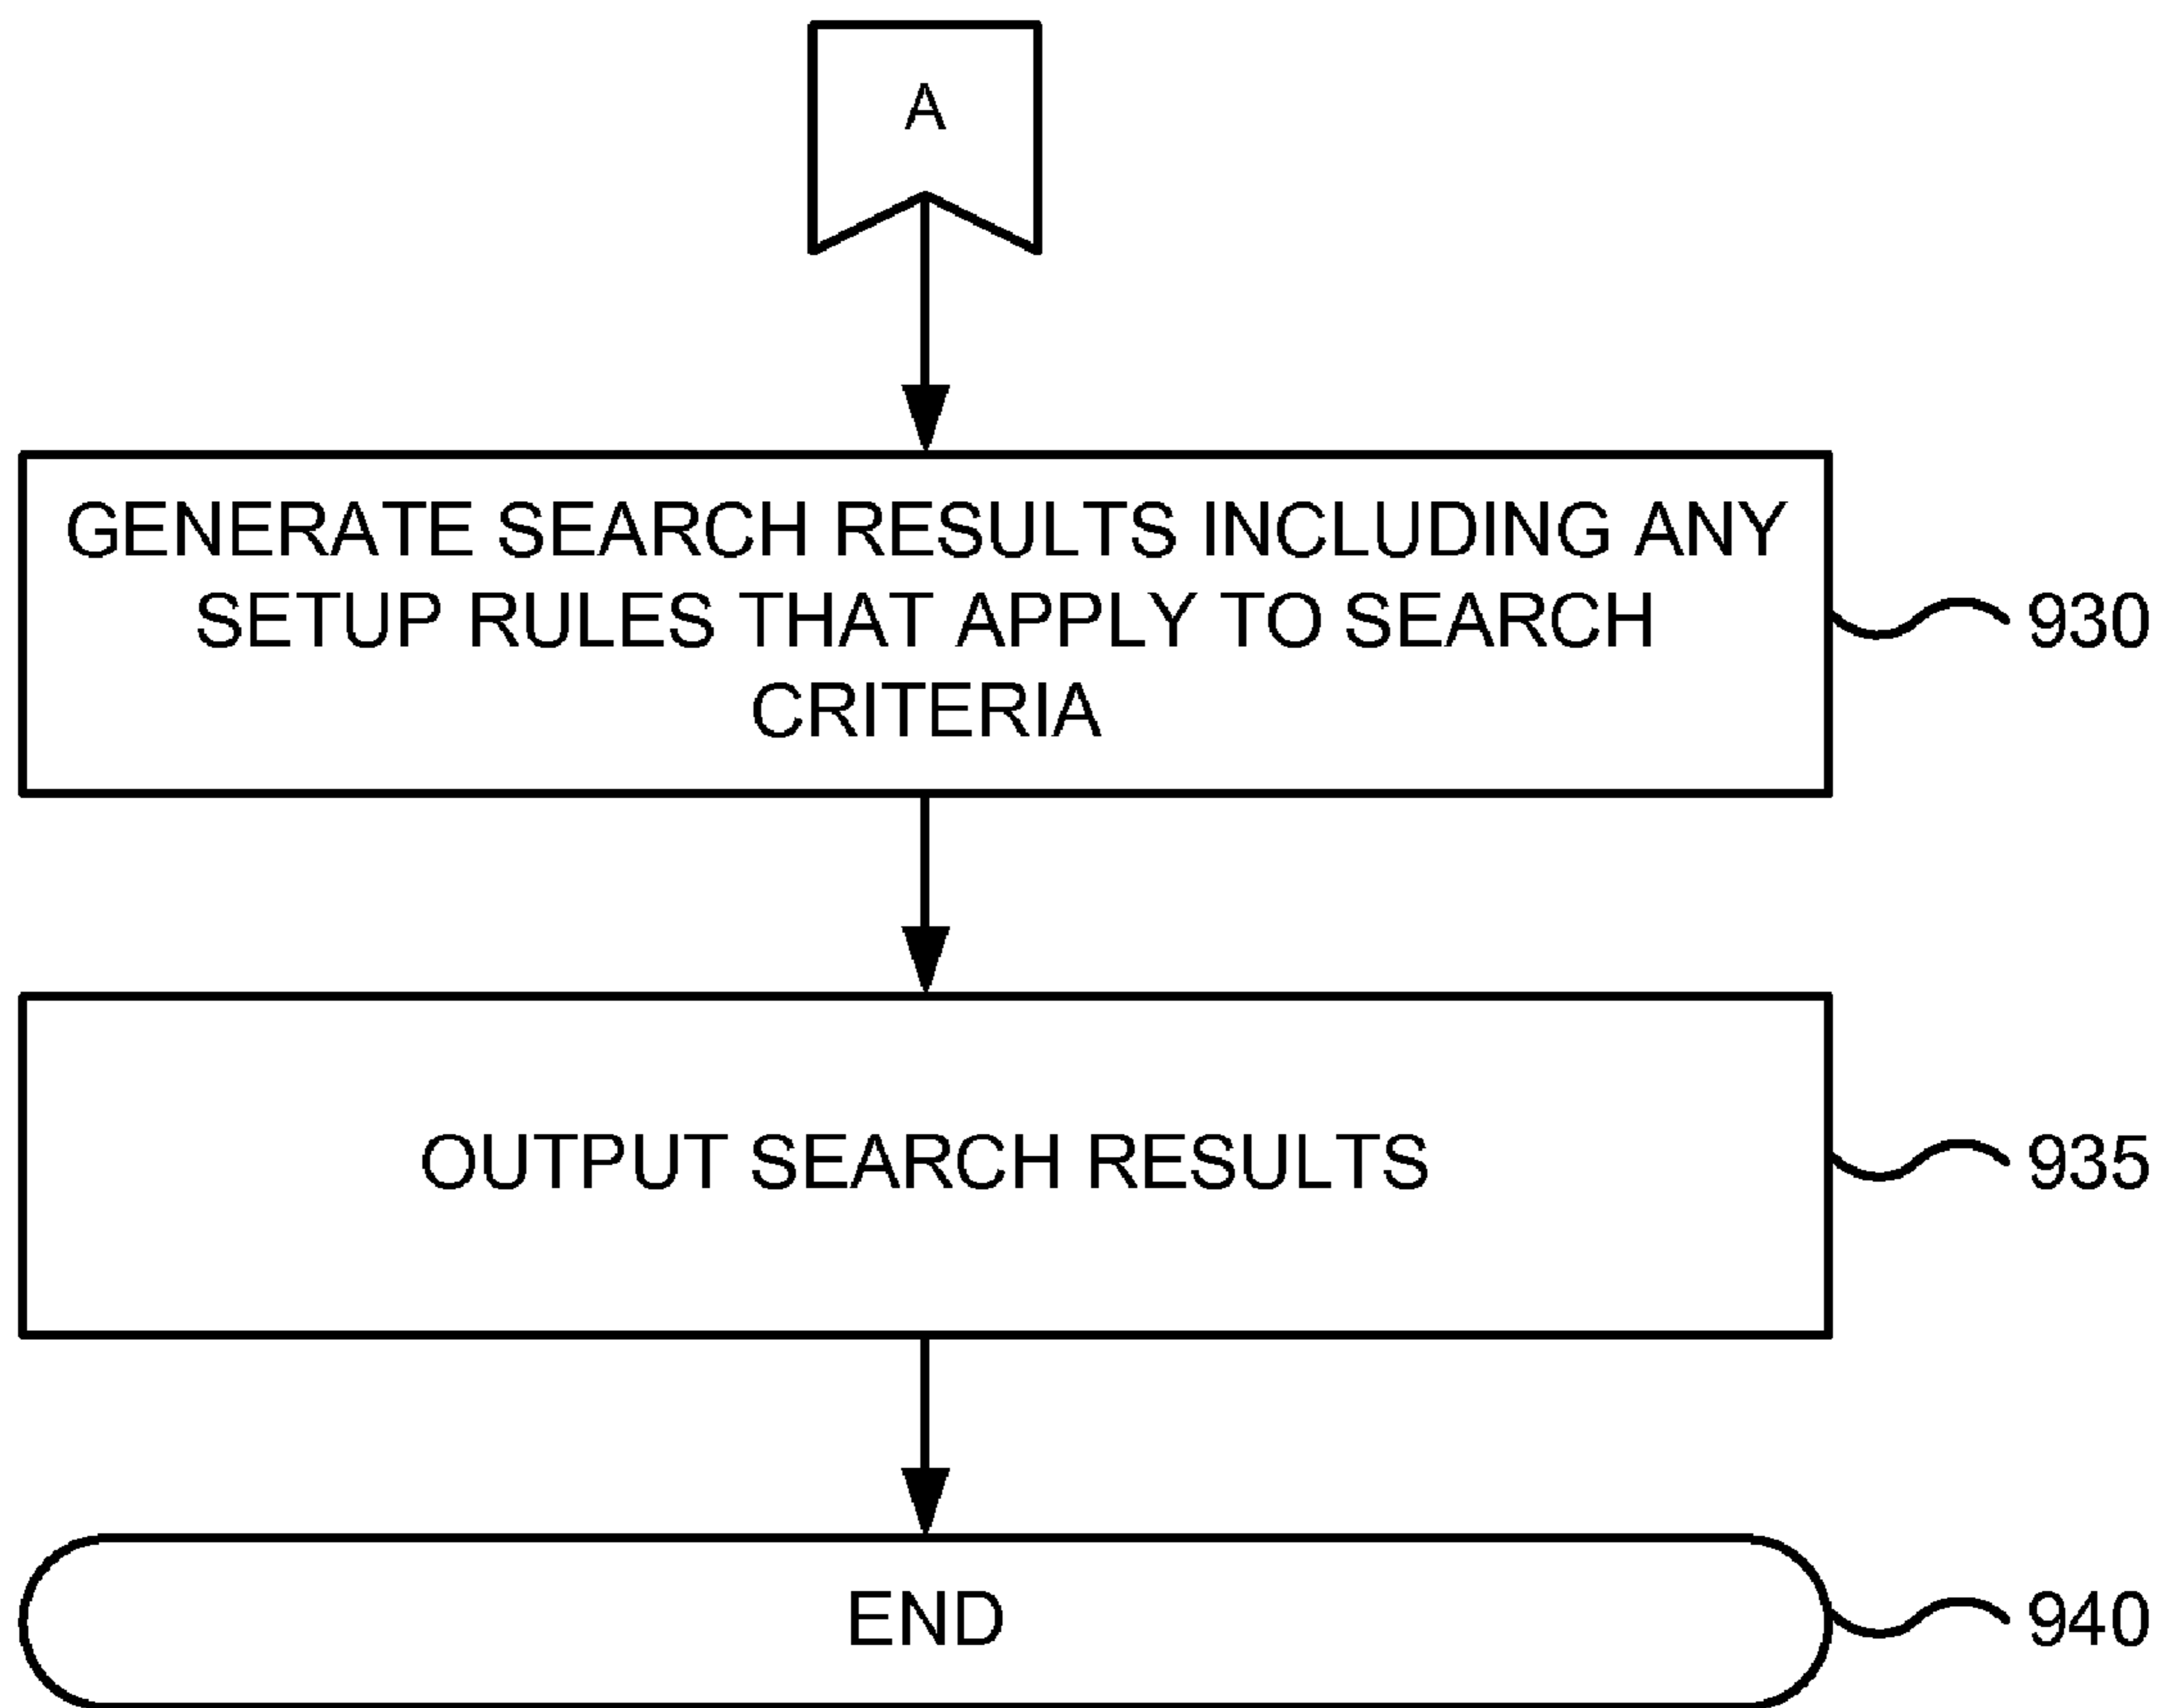 A
GENERATE SEARCH RESULTS INCLUDING ANY
SETUP RULES THAT APPLY TO SEARCH
CRITERIA
930
OUTPUT SEARCH RESULTS
935
END
940